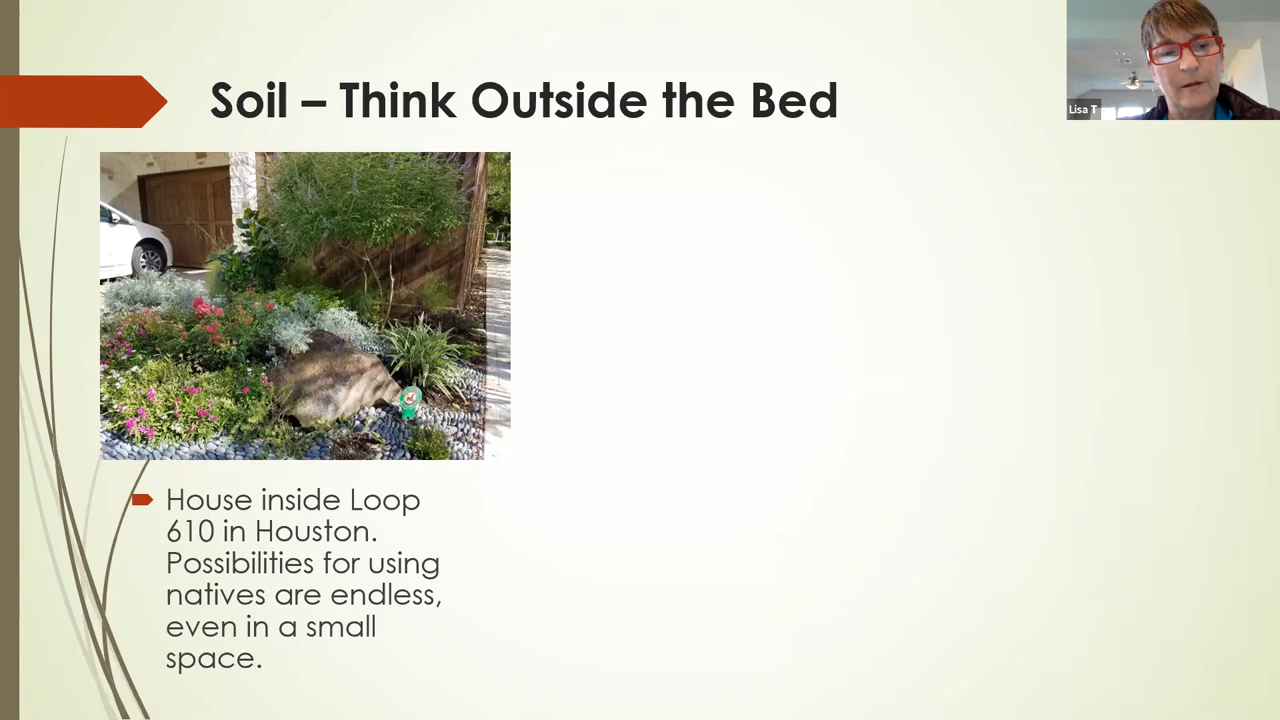 Soil – Think Outside the Bed
Lisa T
House inside Loop
610 in Houston.
Possibilities for using
natives are endless,
even in a small
space.